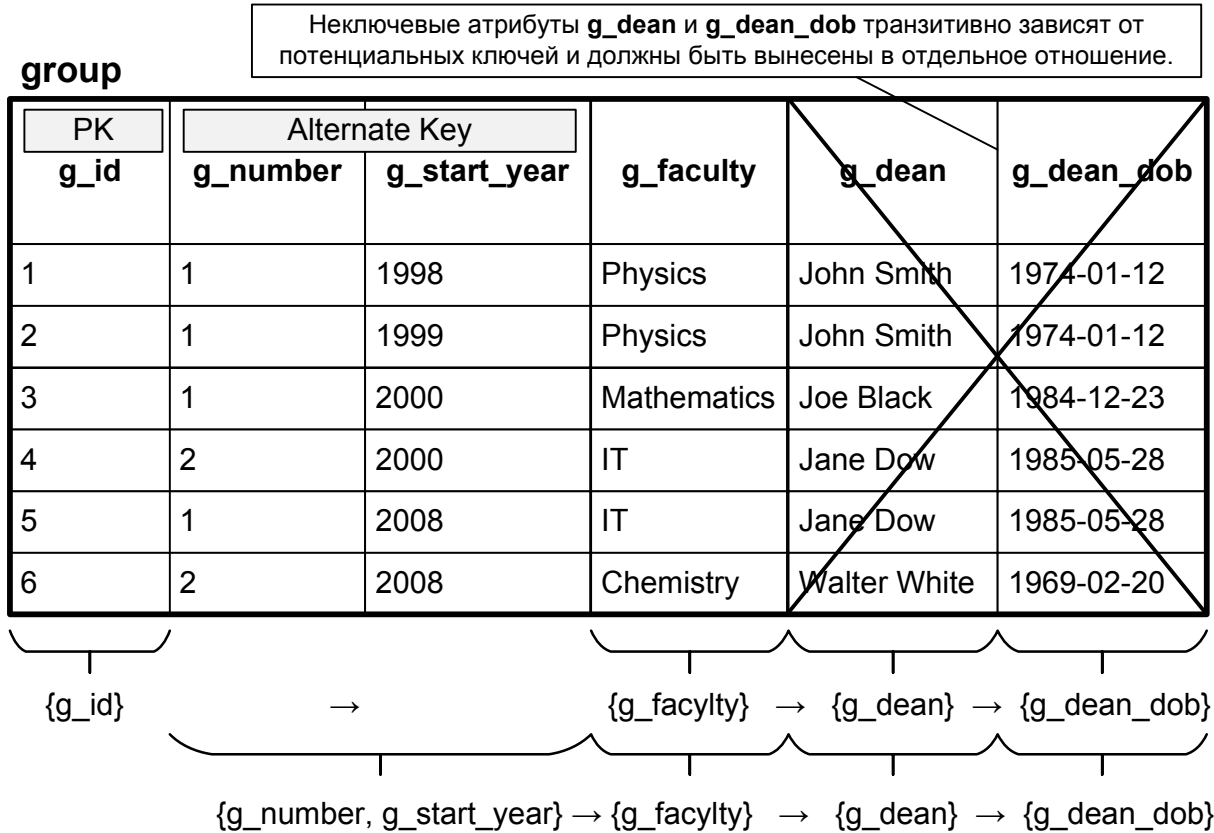 Неключевые атрибуты g_dean и g_dean_dob транзитивно зависят от
потенциальных ключей и должны быть вынесены в отдельное отношение.
group
PK Alternate Key
g_id g_number g_start_year g_faculty g_dean g_dean_dob
1 1 1998 Physics John Smith 1974-01-12
2 1 1999 Physics John Smith 1974-01-12
3 1 2000 Mathematics Joe Black 1984-12-23
4 2 2000 IT Jane Dow 1985-05-28
5 1 2008 IT Jane Dow 1985-05-28
6 2 2008 Chemistry Walter White 1969-02-20
{g_id} → {g_facylty} → {g_dean} → {g_dean_dob}
{g_number, g_start_year} → {g_facylty} → {g_dean} → {g_dean_dob}